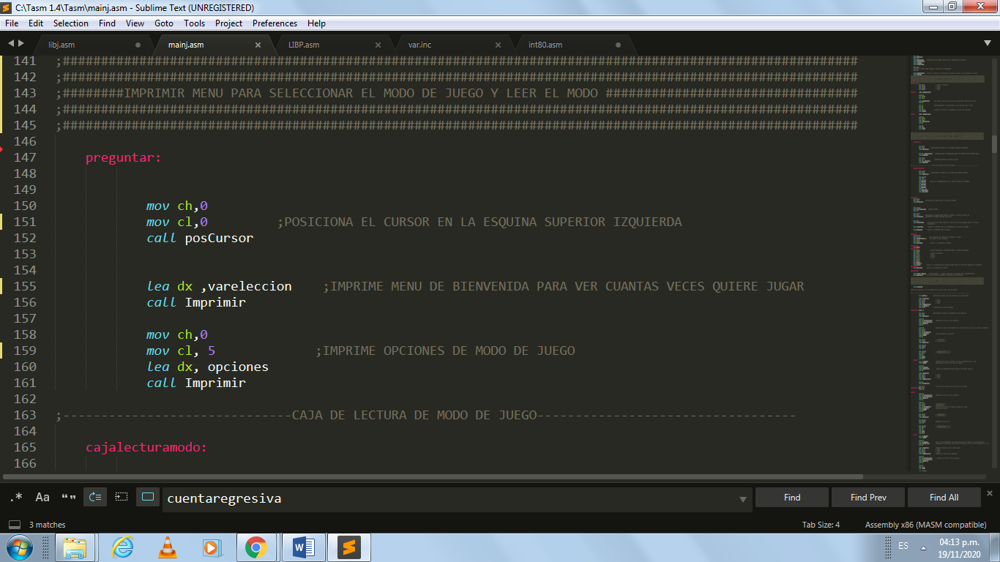 C:\Tasm 1.4\Tasm\mainj.asm - Sublime Text (UNREGISTERED)
File Edit Selection Find View Goto Tools Project Preferences Help
libj.asm mainj.asm LIBP.asm var.inc int80.asm
141 ;########################################################################################################
142 ;########################################################################################################
143 ;########IMPRIMIR MENU PARA SELECCIONAR EL MODO DE JUEGO Y LEER EL MODO #################################
144 ;########################################################################################################
145 ;########################################################################################################
146
147 preguntar:
148
149
150 mov ch,0
151 mov cl,0 ;POSICIONA EL CURSOR EN LA ESQUINA SUPERIOR IZQUIERDA
152 call posCursor
153
154
155 lea dx ,vareleccion ;IMPRIME MENU DE BIENVENIDA PARA VER CUANTAS VECES QUIERE JUGAR
156 call Imprimir
157
158 mov ch,0
159 mov cl, 5 ;IMPRIME OPCIONES DE MODO DE JUEGO
160 lea dx, opciones
161 call Imprimir
162
163 ;------------------------------CAJA DE LECTURA DE MODO DE JUEGO----------------------------------
164
165 cajalecturamodo:
166
.* Aa “” cuentaregresiva Find Find Prev Find All
3 matches Tab Size: 4 Assembly x86 (MASM compatible)
ES 04:13 p.m.
19/11/2020